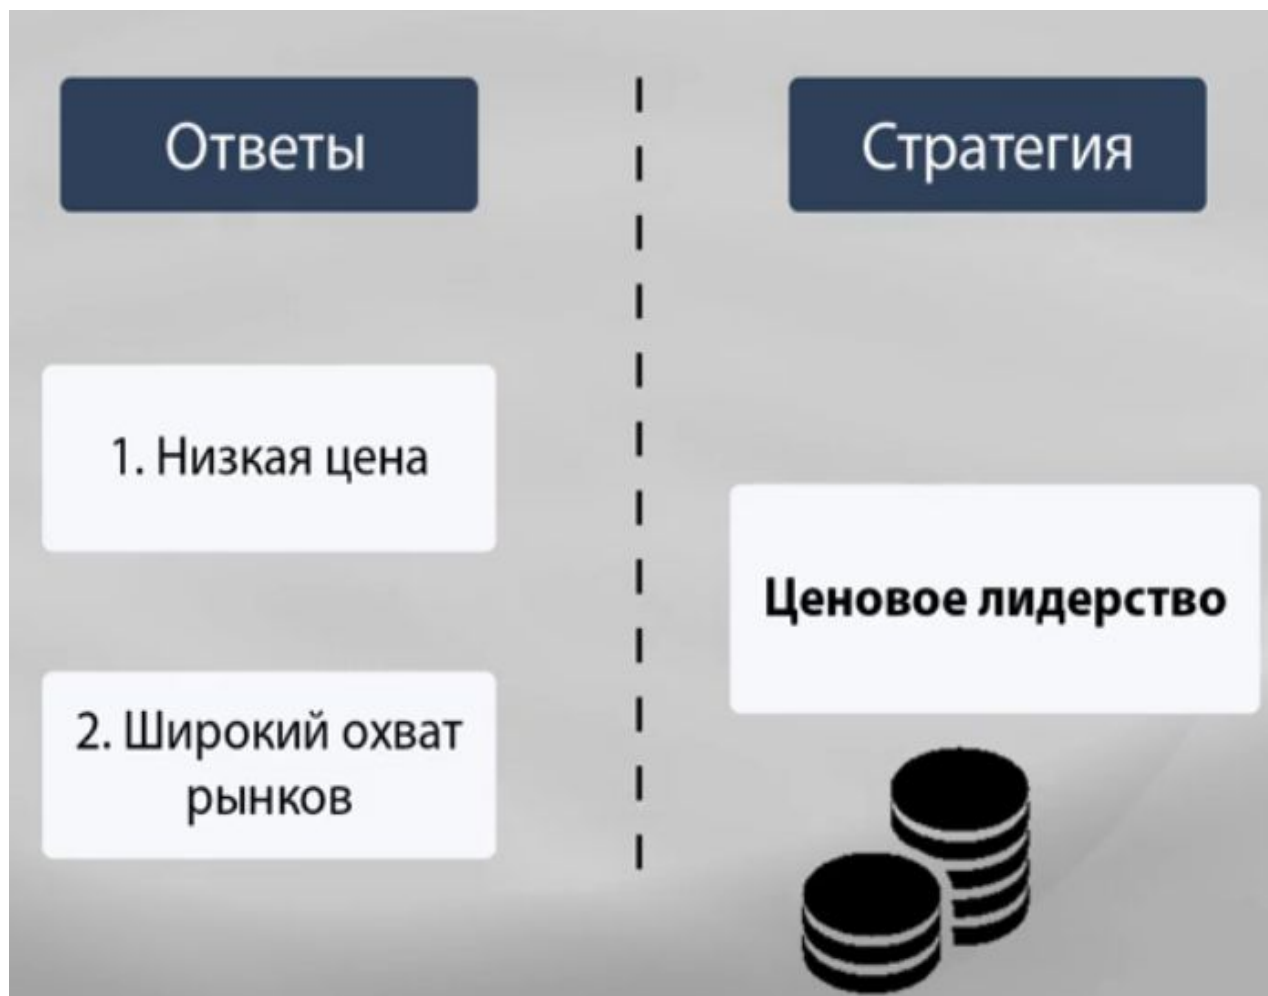 Ответы
Стратегия
1. Низкая цена
Ценовое лидерство
2. Широкий охват
рынков